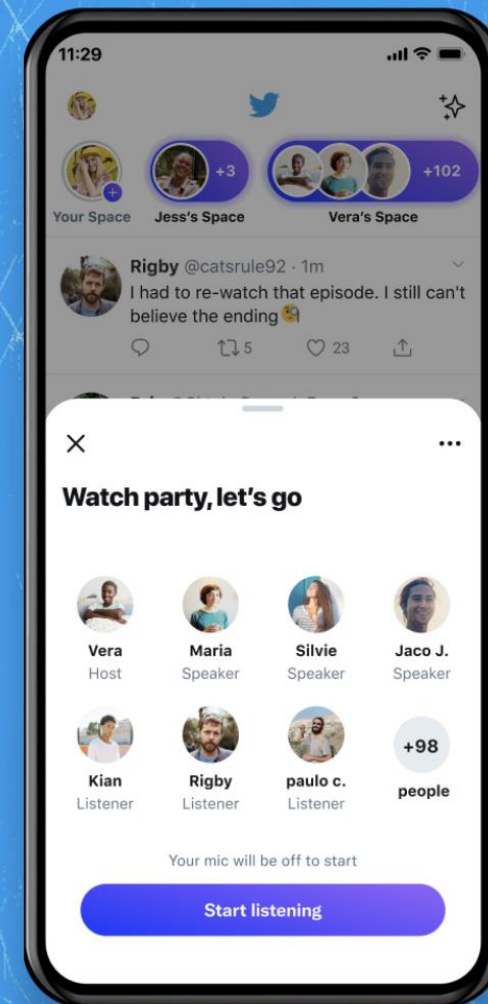 11:29
+3
+102
Your Space
Jess's Space
Vera's Space
Rigby @catsrule92 · 1m
I had to re-watch that episode. I still can't
believe the ending🧐
5
23
Watch party, let's go
Vera
Maria
Silvie
Jaco J.
Host
Speaker
Speaker
Speaker
+98
Kian
Rigby
paulo c.
people
Listener
Listener
Listener
Your mic will be off to start
Start listening